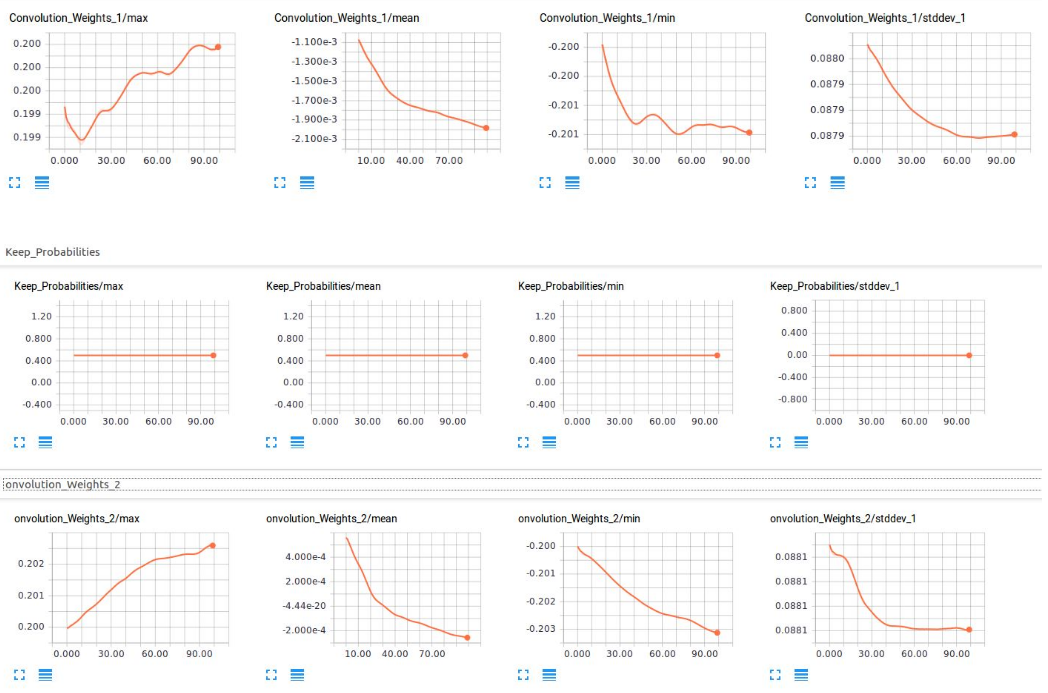 Convolution_Weights_1/max
Convolution_Weights_1/mean
Convolution_Weights_1/min
Convolution_Weights_1/stddev_1
0.200
0.200
0.200
0.199
0.199
0.000 30.00 60.00 90.00
-1.100e-3
-1.300e-3
-1.500e-3
-1.700e-3
-1.900e-3
-2.100e-3
10.00 40.00 70.00
-0.200
-0.200
-0.201
-0.201
0.000 30.00 60.00 90.00
0.0880
0.0879
0.0879
0.0879
0.000 30.00 60.00 90.00
Keep_Probabilities
Keep_Probabilities/max
Keep_Probabilities/mean
Keep_Probabilities/min
Keep_Probabilities/stddev_1
1.20
0.800
0.400
0.00
-0.400
0.000 30.00 60.00 90.00
1.20
0.800
0.400
0.00
-0.400
0.000 30.00 60.00 90.00
1.20
0.800
0.400
0.00
-0.400
0.000 30.00 60.00 90.00
0.800
0.400
0.00
-0.400
-0.800
0.000 30.00 60.00 90.00
onvolution_Weights_2
onvolution_Weights_2/max
onvolution_Weights_2/mean
onvolution_Weights_2/min
onvolution_Weights_2/stddev_1
0.202
0.201
0.200
0.000 30.00 60.00 90.00
4.000e-4
2.000e-4
-4.44e-20
-2.000e-4
10.00 40.00 70.00
-0.200
-0.201
-0.202
-0.203
0.000 30.00 60.00 90.00
0.0881
0.0881
0.0881
0.0881
0.000 30.00 60.00 90.00